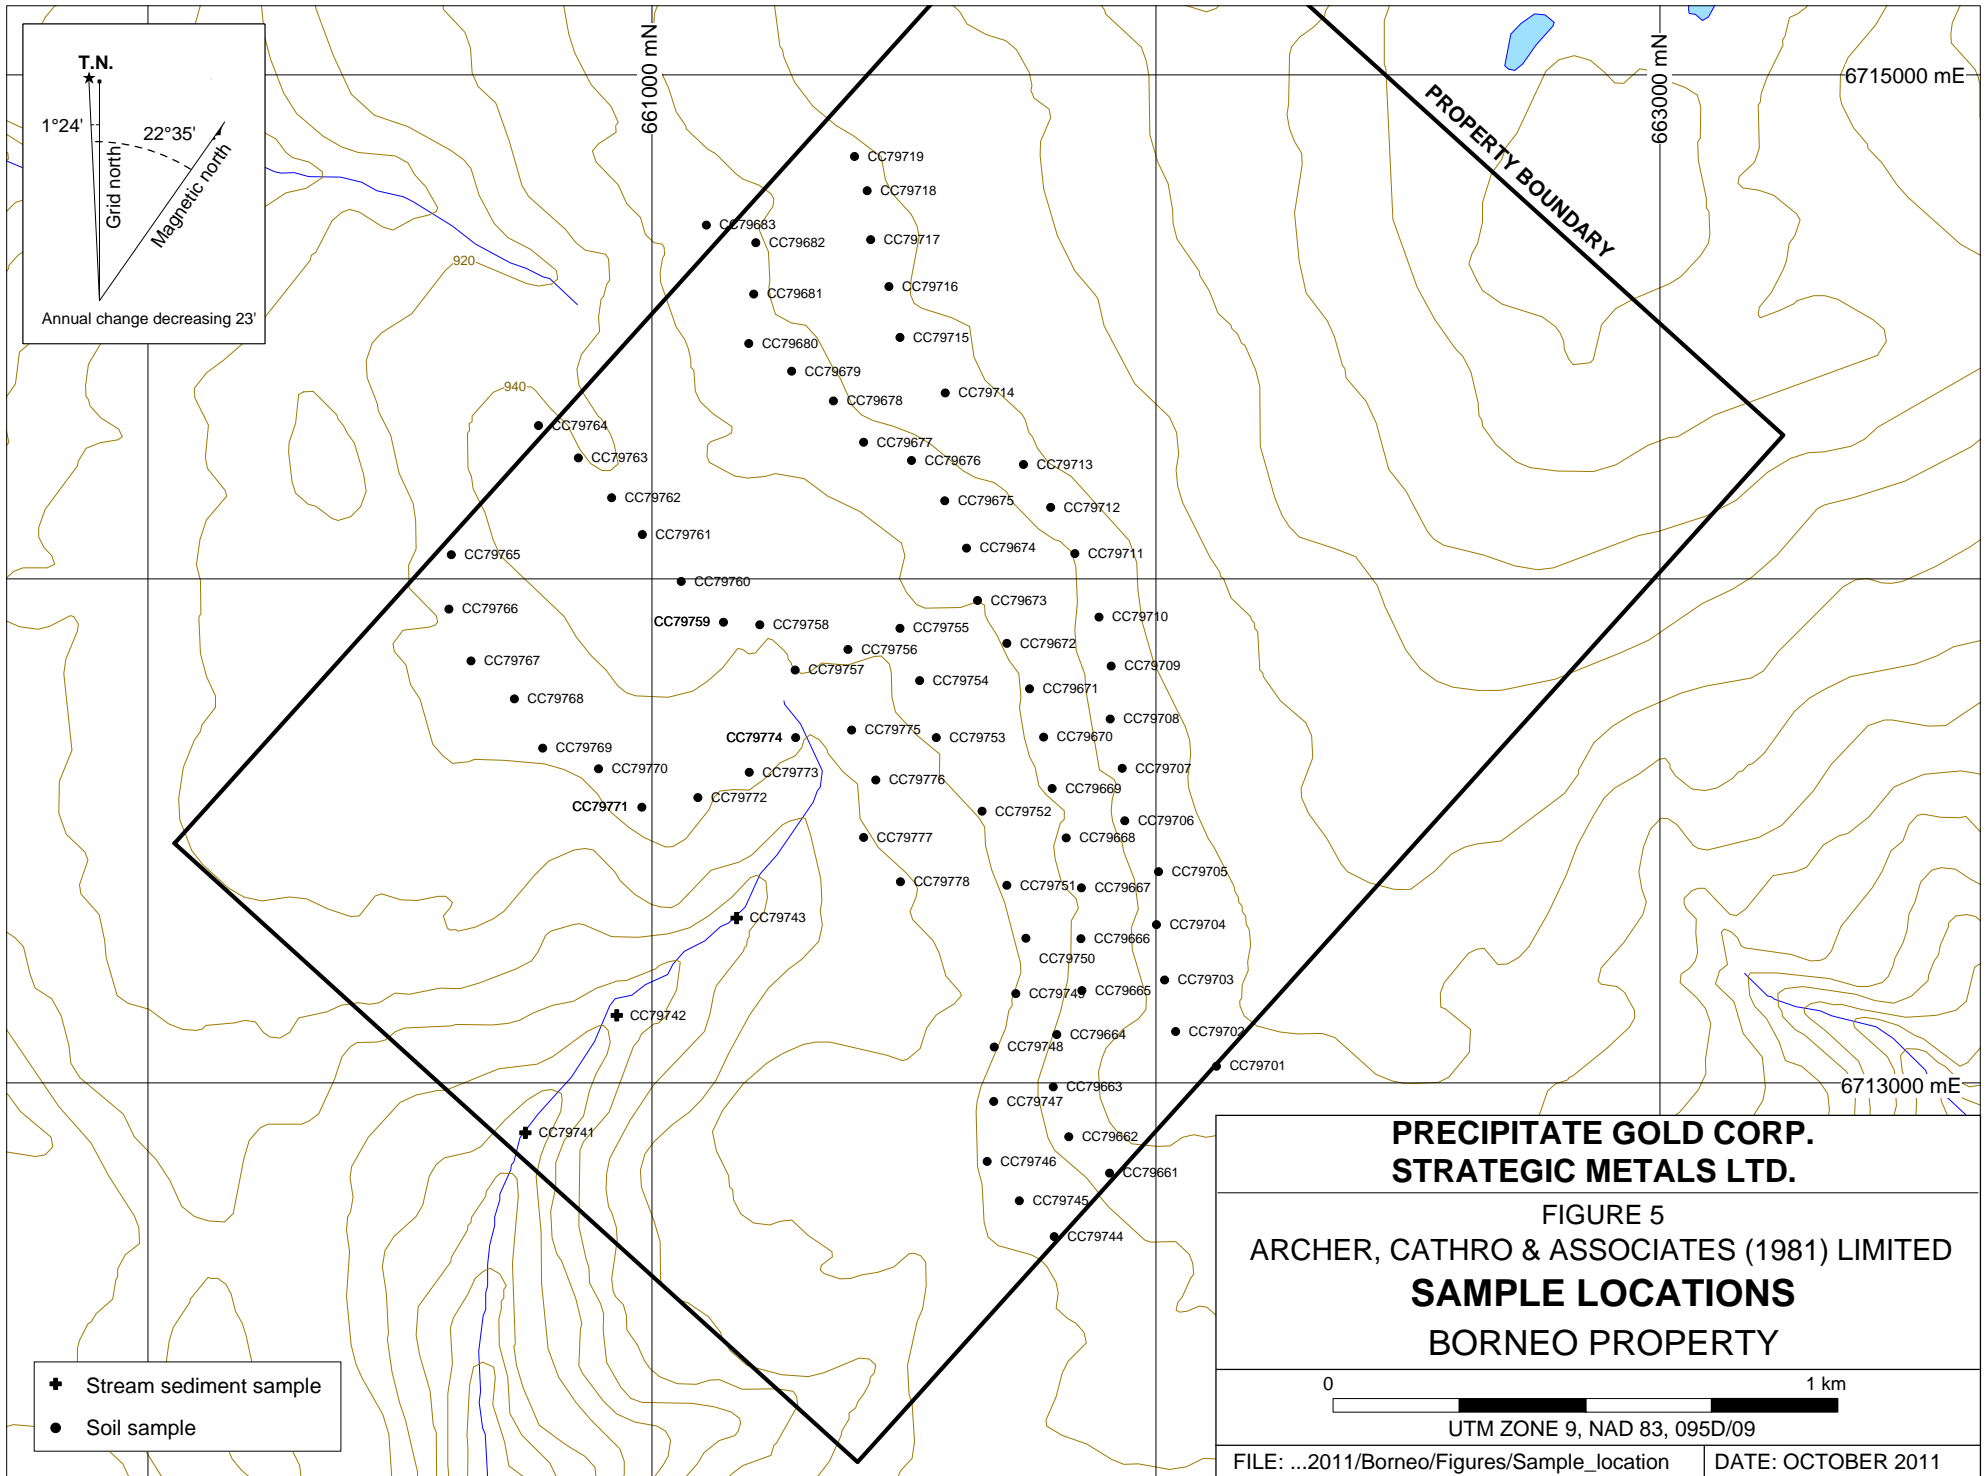 T.N.
1°24'
22°35'
Grid north
Magnetic north
Annual change decreasing 23'
661000 mN
663000 mN
6715000 mE
PROPERTY BOUNDARY
920
940
CC79719
CC79718
CC79683
CC79682
CC79717
CC79681
CC79716
CC79680
CC79715
CC79679
CC79714
CC79678
CC79764
CC79677
CC79763
CC79676
CC79713
CC79762
CC79675
CC79712
CC79761
CC79674
CC79711
CC79765
CC79760
CC79673
CC79766
CC79710
CC79759
CC79758
CC79755
CC79672
CC79756
CC79767
CC79757
CC79709
CC79754
CC79671
CC79768
CC79708
CC79775
CC79774
CC79753
CC79670
CC79769
CC79770
CC79773
CC79707
CC79776
CC79669
CC79772
CC79771
CC79752
CC79706
CC79777
CC79668
CC79705
CC79778
CC79751
CC79667
CC79743
CC79704
CC79666
CC79750
CC79703
CC79749
CC79665
CC79742
CC79702
CC79664
CC79748
CC79701
CC79663
6713000 mE
CC79747
CC79741
CC79662
CC79746
CC79661
CC79745
CC79744
PRECIPITATE GOLD CORP.
STRATEGIC METALS LTD.
FIGURE 5
ARCHER, CATHRO & ASSOCIATES (1981) LIMITED
SAMPLE LOCATIONS
BORNEO PROPERTY
0 1 km
UTM ZONE 9, NAD 83, 095D/09
FILE: ...2011/Borneo/Figures/Sample_location
DATE: OCTOBER 2011
Stream sediment sample
Soil sample